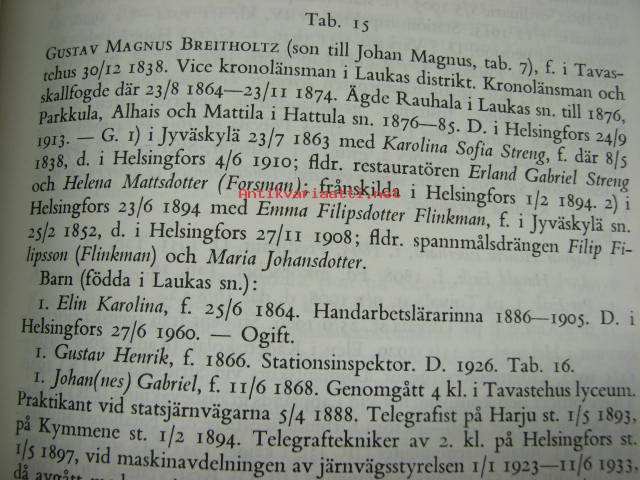 Tab. 15
GUSTAV MAGNUS BREITHOLTZ (son till Johan Magnus, tab. 7), f. i Tavas-
tehus 30/12 1838. Vice kronolänsman i Laukas distrikt. Kronolänsman och
skallfogde där 23/8 1864—23/11 1874. Ägde Rauhala i Laukas sn. till 1876,
Parkkula, Alhais och Mattila i Hattula sn. 1876—85. D. i Helsingfors 24/9
1913. — G. 1) i Jyväskylä 23/7 1863 med Karolina Sofia Streng, f. där 8/5
1838, d. i Helsingfors 4/6 1910; fldr. restauratören Erland Gabriel Streng
och Helena Mattsdotter (Forsman); frånskilda i Helsingfors 1/2 1894. 2) i
Helsingfors 23/6 1894 med Emma Filipsdotter Flinkman, f. i Jyväskylä sn.
25/2 1852, d. i Helsingfors 27/11 1908; fldr. spannmålsdrängen Filip Fi-
lipsson (Flinkman) och Maria Johansdotter.
Barn (födda i Laukas sn.):
1. Elin Karolina, f. 25/6 1864. Handarbetslärarinna 1886—1905. D. i
Helsingfors 27/6 1960. — Ogift.
1. Gustav Henrik, f. 1866. Stationsinspektor. D. 1926. Tab. 16.
1. Johan(nes) Gabriel, f. 11/6 1868. Genomgått 4 kl. i Tavastehus lyceum.
Praktikant vid statsjärnvägarna 5/4 1888. Telegrafist på Harju st. 1/5 1893,
på Kymmene st. 1/2 1894. Telegraftekniker av 2. kl. på Helsingfors st.
1/5 1897, vid maskinavdelningen av järnvägsstyrelsen 1/1 1923—11/6 1933,
då avgått med